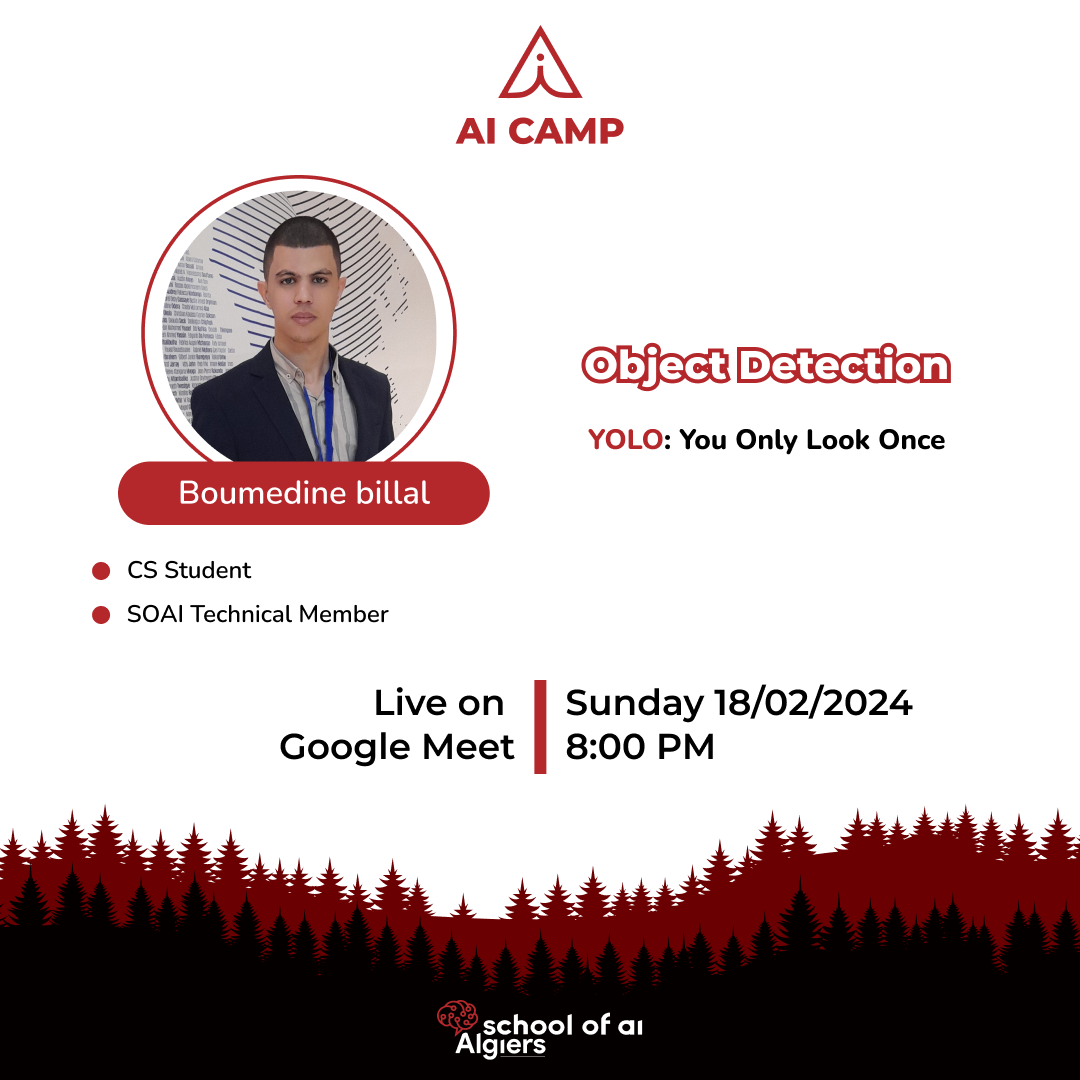 AI CAMP
Boumedine billal
CS Student
SOAI Technical Member
Object Detection
YOLO: You Only Look Once
Live on
Google Meet
Sunday 18/02/2024
8:00 PM
school of ai
Algiers